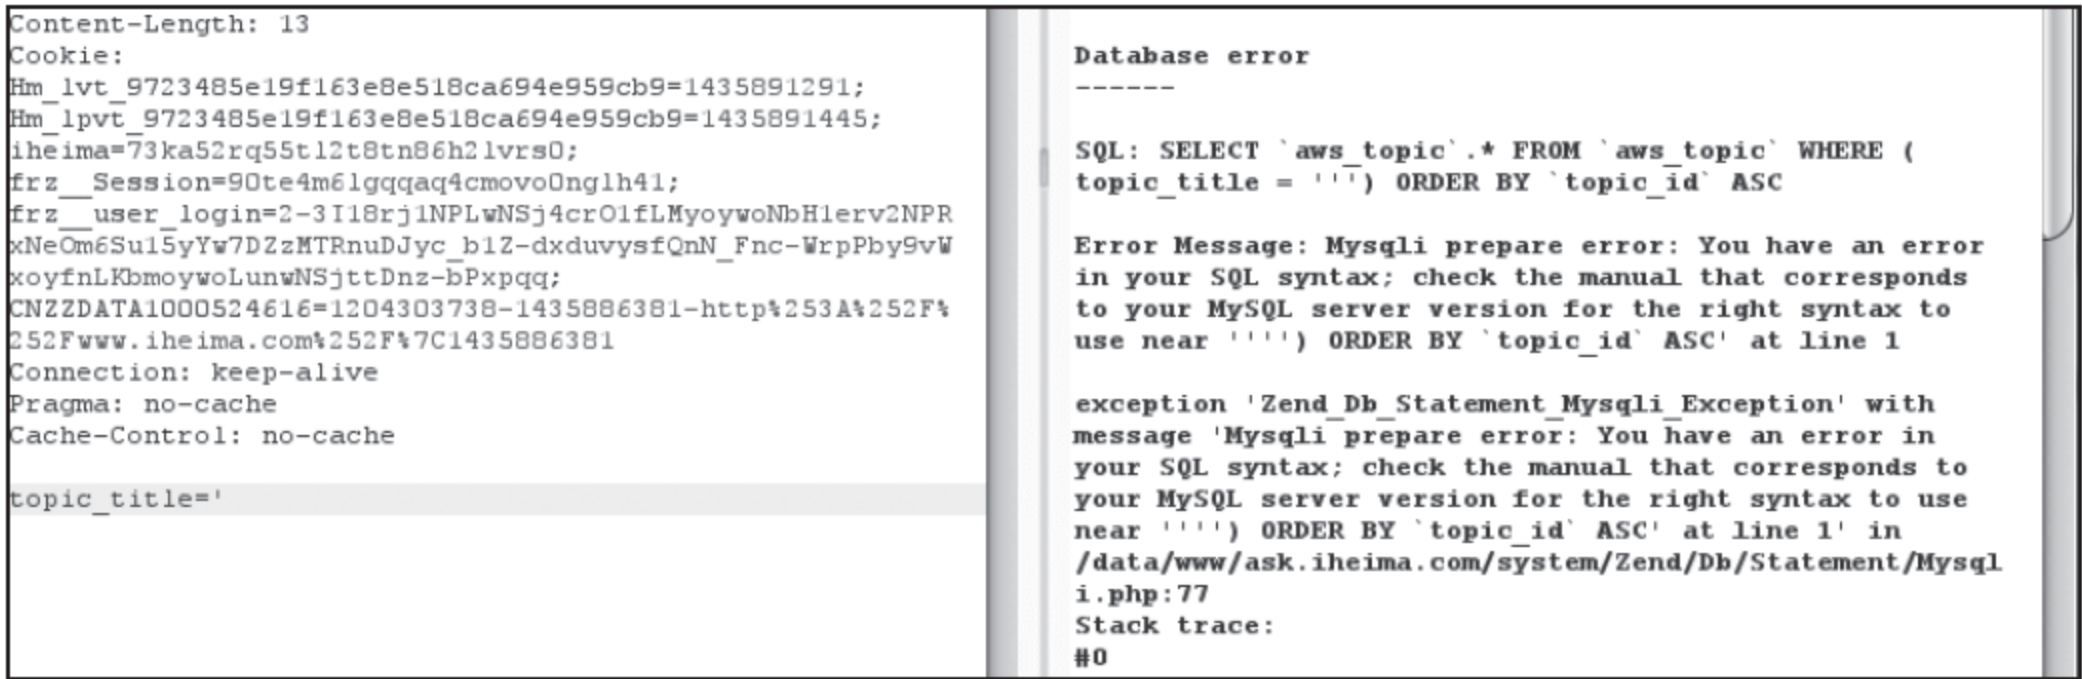 Content-Length: 13
Cookie:
Hm_lvt_9723485e19f163e8e518ca694e959cb9=1435891291;
Hm_lpvt_9723485e19f163e8e518ca694e959cb9=1435891445;
iheima=73ka52rq55tl2t8tn86h2lvrs0;
frz__Session=90te4m6lgqqaq4cmovo0nglh41;
frz__user_login=2-3I18rj1NPLwNSj4crO1fLMyoywoNbH1erv2NPR
xNeOm6Su15yYw7DZzMTRnuDJyc_b1Z-dxduvysfQnN_Fnc-WrpPby9vW
xoyfnLKbmoywoLunwNSjttDnz-bPxpqq;
CNZZDATA1000524616=1204303738-1435886381-http%253A%252F%
252Fwww.iheima.com%252F%7C1435886381
Connection: keep-alive
Pragma: no-cache
Cache-Control: no-cache
topic_title='
Database error
------
SQL: SELECT `aws_topic`.* FROM `aws_topic` WHERE (
topic_title = ''') ORDER BY `topic_id` ASC
Error Message: Mysqli prepare error: You have an error
in your SQL syntax; check the manual that corresponds
to your MySQL server version for the right syntax to
use near '''') ORDER BY `topic_id` ASC' at line 1
exception 'Zend_Db_Statement_Mysqli_Exception' with
message 'Mysqli prepare error: You have an error in
your SQL syntax; check the manual that corresponds to
your MySQL server version for the right syntax to use
near '''') ORDER BY `topic_id` ASC' at line 1' in
/data/www/ask.iheima.com/system/Zend/Db/Statement/Mysql
i.php:77
Stack trace:
#0